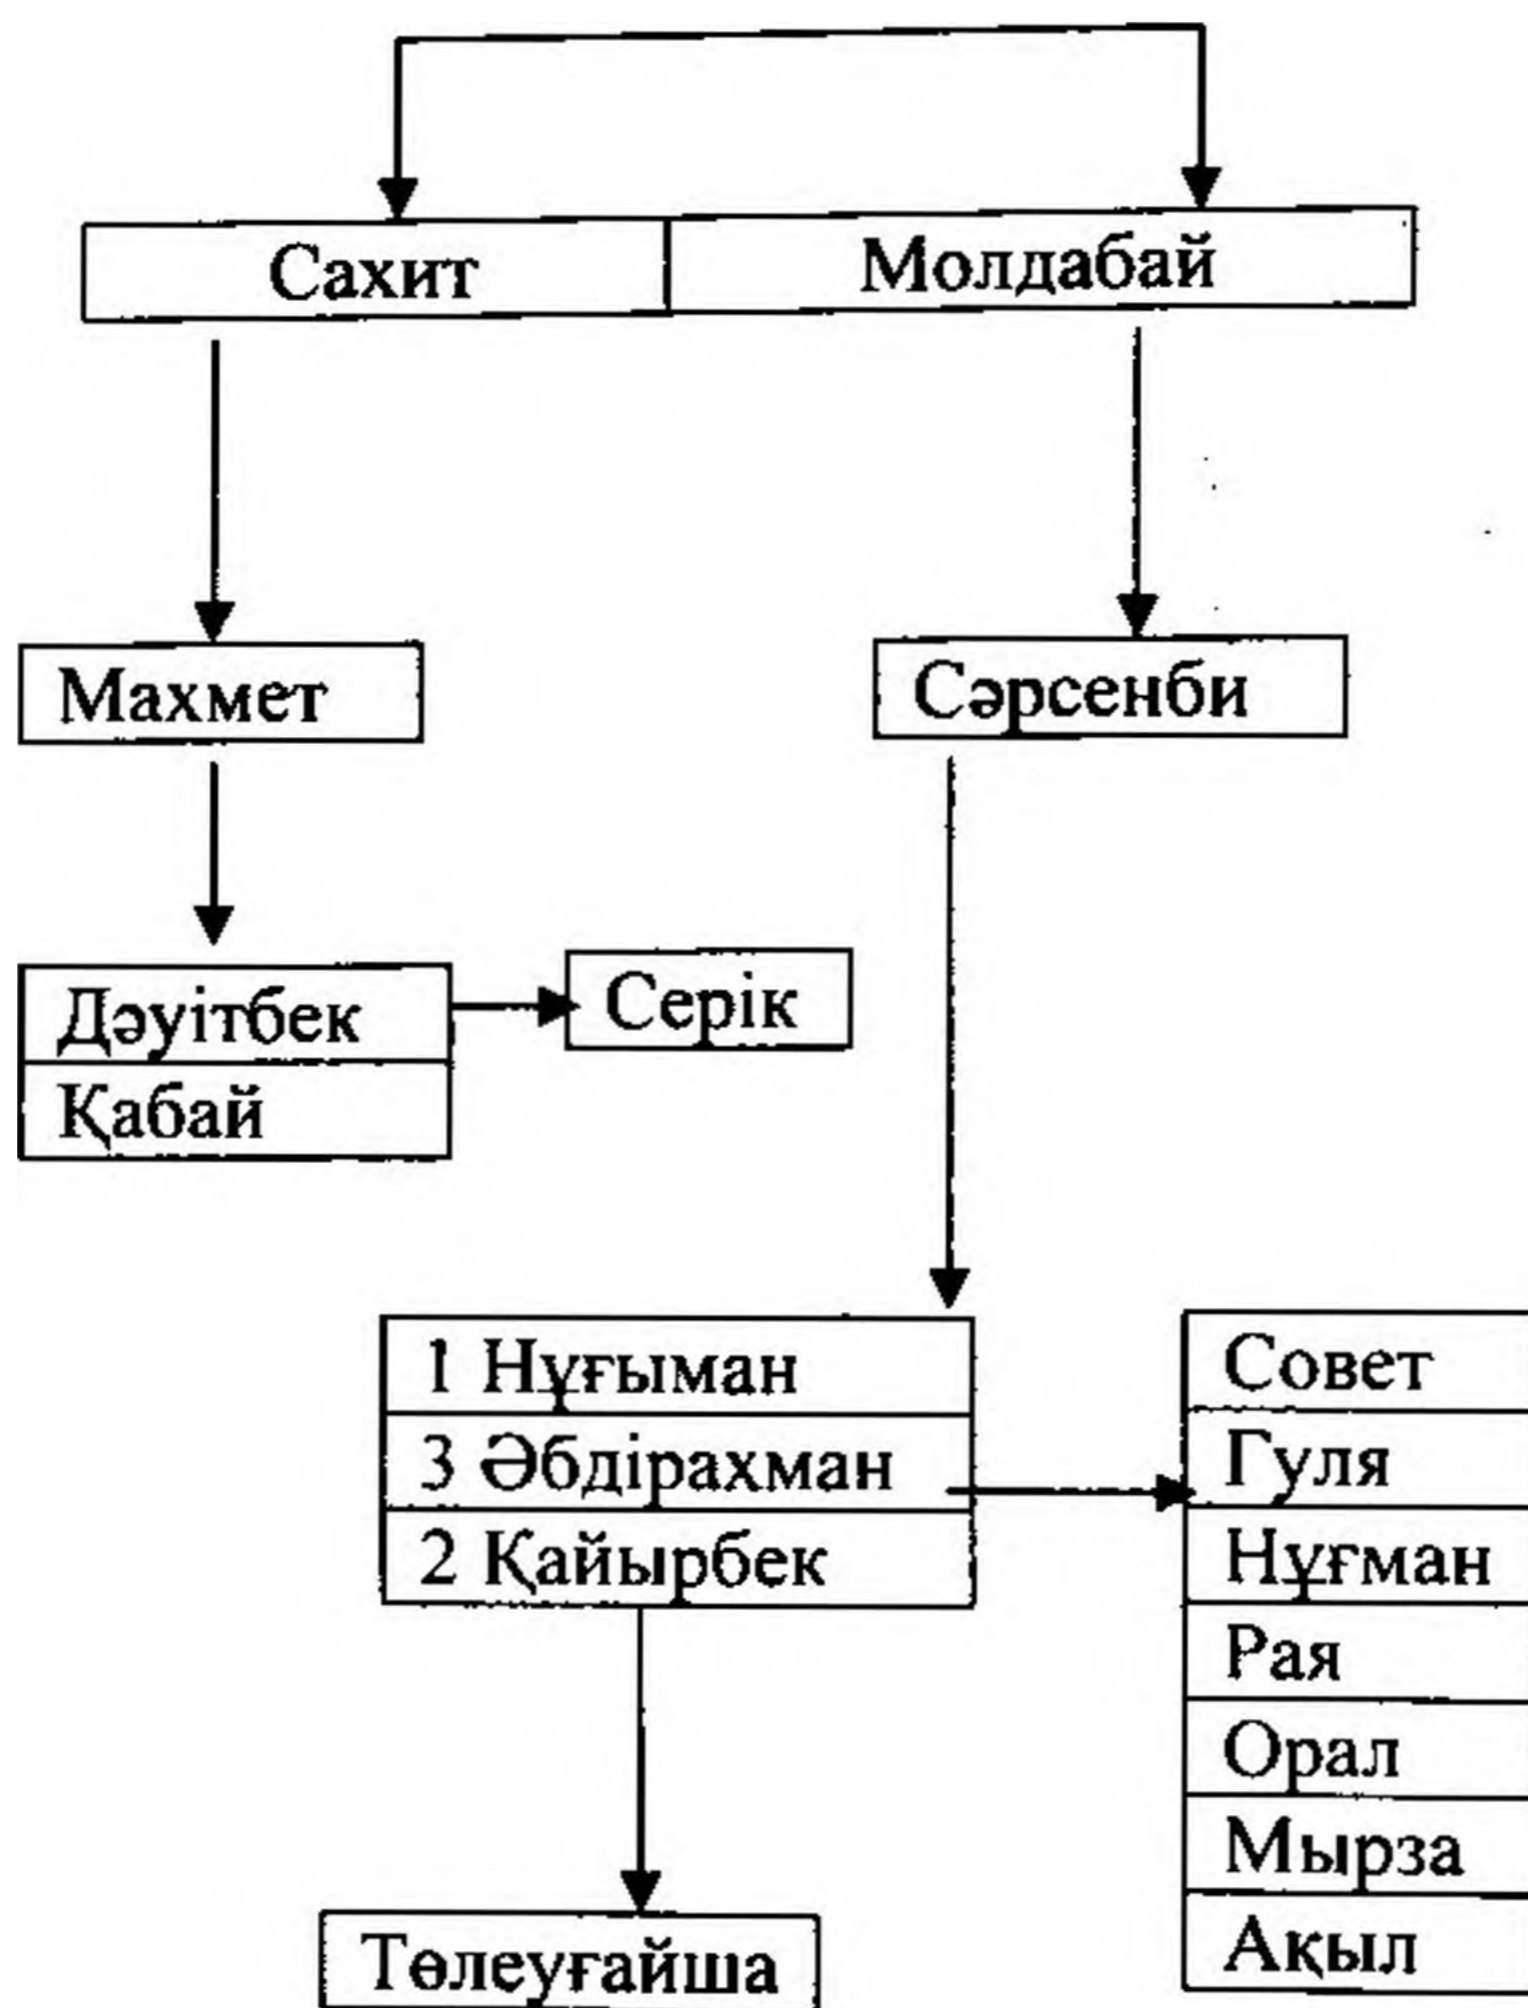 Сахит
Молдабай
Махмет
Сәрсенби
Дәуітбек
Серік
Қабай
1 Нұғыман
3 Әбдірахман
2 Қайырбек
Совет
Гуля
Нұғман
Рая
Орал
Мырза
Ақыл
Төлеуғайша